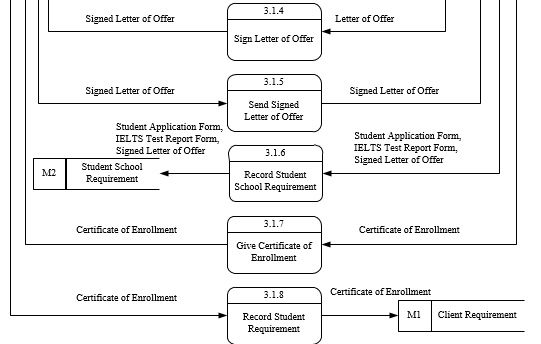 3.1.4
Signed Letter of Offer
Letter of Offer
Sign Letter of Offer
3.1.5
Signed Letter of Offer
Signed Letter of Offer
Send Signed
Letter of Offer
Student Application Form,
IELTS Test Report Form,
Signed Letter of Offer
Student Application Form,
IELTS Test Report Form,
Signed Letter of Offer
3.1.6
M2
Student School
Requirement
Record Student
School Requirement
3.1.7
Certificate of Enrollment
Certificate of Enrollment
Give Certificate of
Enrollment
3.1.8
Certificate of Enrollment
Certificate of Enrollment
Record Student
Requirement
M1
Client Requirement